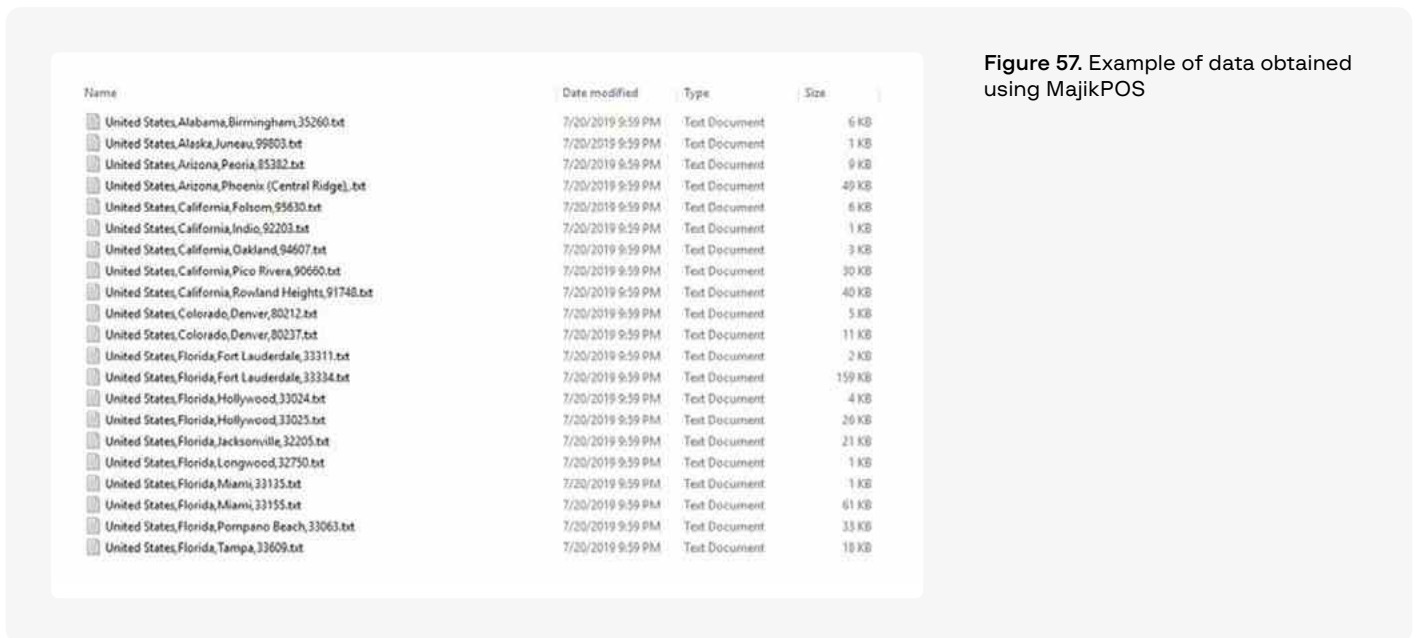 Figure 57. Example of data obtained
using MajikPOS
Name Date modified Type Size
United States,Alabama,Birmingham,35260.txt 7/20/2019 9:59 PM Text Document 6 KB
United States,Alaska,Juneau,99803.txt 7/20/2019 9:59 PM Text Document 1 KB
United States,Arizona,Peoria,85382.txt 7/20/2019 9:59 PM Text Document 9 KB
United States,Arizona,Phoenix (Central Ridge),.txt 7/20/2019 9:59 PM Text Document 49 KB
United States,California,Folsom,95630.txt 7/20/2019 9:59 PM Text Document 6 KB
United States,California,Indio,92203.txt 7/20/2019 9:59 PM Text Document 1 KB
United States,California,Oakland,94607.txt 7/20/2019 9:59 PM Text Document 3 KB
United States,California,Pico Rivera,90660.txt 7/20/2019 9:59 PM Text Document 30 KB
United States,California,Rowland Heights,91748.txt 7/20/2019 9:59 PM Text Document 40 KB
United States,Colorado,Denver,80212.txt 7/20/2019 9:59 PM Text Document 5 KB
United States,Colorado,Denver,80237.txt 7/20/2019 9:59 PM Text Document 11 KB
United States,Florida,Fort Lauderdale,33311.txt 7/20/2019 9:59 PM Text Document 2 KB
United States,Florida,Fort Lauderdale,33334.txt 7/20/2019 9:59 PM Text Document 159 KB
United States,Florida,Hollywood,33024.txt 7/20/2019 9:59 PM Text Document 4 KB
United States,Florida,Hollywood,33025.txt 7/20/2019 9:59 PM Text Document 26 KB
United States,Florida,Jacksonville,32205.txt 7/20/2019 9:59 PM Text Document 21 KB
United States,Florida,Longwood,32750.txt 7/20/2019 9:59 PM Text Document 1 KB
United States,Florida,Miami,33135.txt 7/20/2019 9:59 PM Text Document 1 KB
United States,Florida,Miami,33155.txt 7/20/2019 9:59 PM Text Document 61 KB
United States,Florida,Pompano Beach,33063.txt 7/20/2019 9:59 PM Text Document 33 KB
United States,Florida,Tampa,33609.txt 7/20/2019 9:59 PM Text Document 18 KB